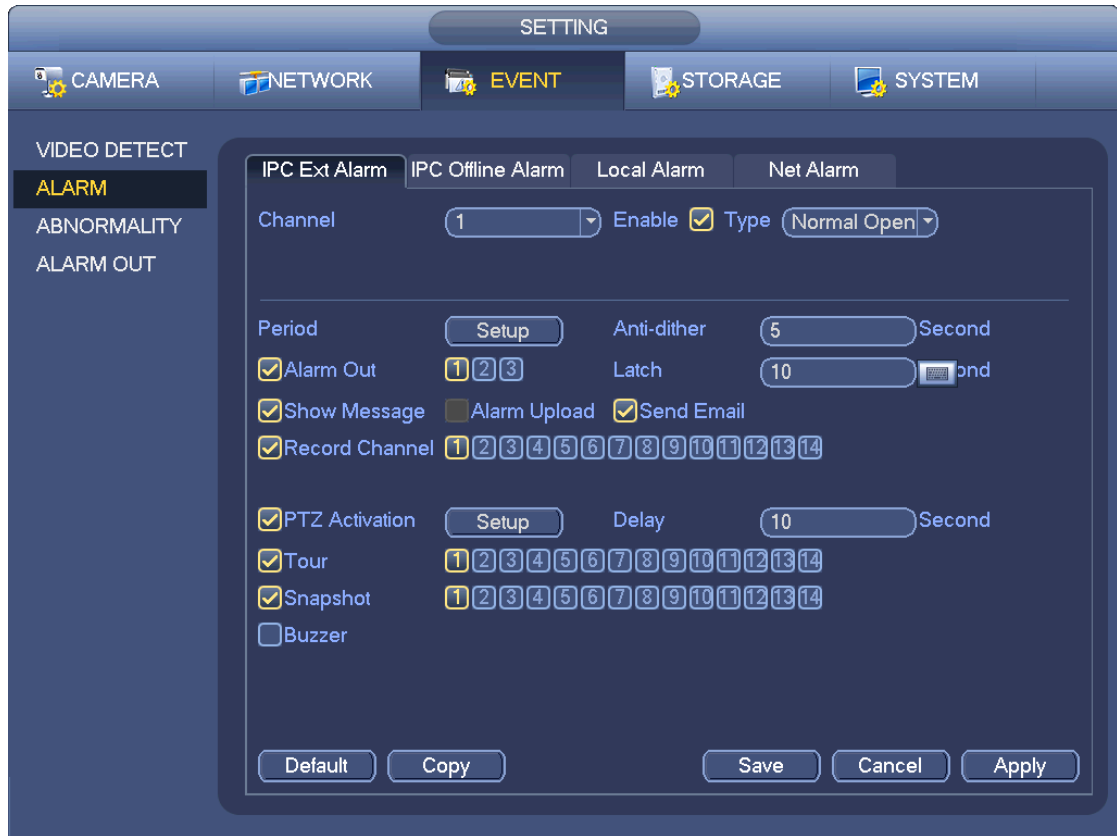 SETTING
CAMERA NETWORK EVENT STORAGE SYSTEM
VIDEO DETECT
ALARM
ABNORMALITY
ALARM OUT
IPC Ext Alarm IPC Offline Alarm Local Alarm Net Alarm
Channel 1 Enable Type Normal Open
Period Setup Anti-dither 5 Second
Alarm Out 1 2 3 Latch 10 ond
Show Message Alarm Upload Send Email
Record Channel 1 2 3 4 5 6 7 8 9 10 11 12 13 14
PTZ Activation Setup Delay 10 Second
Tour 1 2 3 4 5 6 7 8 9 10 11 12 13 14
Snapshot 1 2 3 4 5 6 7 8 9 10 11 12 13 14
Buzzer
Default Copy Save Cancel Apply